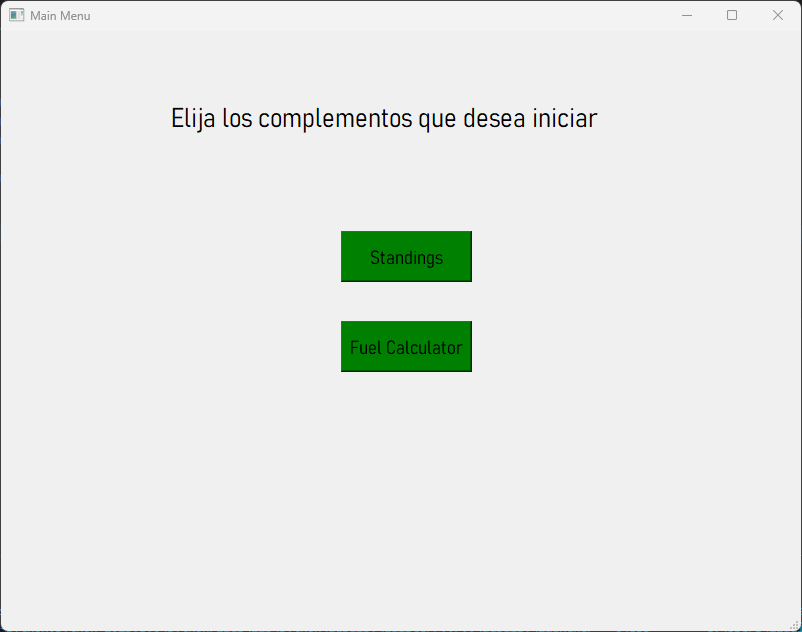 Main Menu
Elija los complementos que desea iniciar
Standings
Fuel Calculator